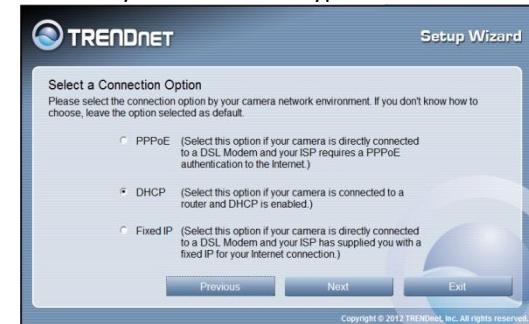 TRENDNET
Setup Wizard
Select a Connection Option
Please select the connection option by your camera network environment. If you don't know how to
choose, leave the option selected as default.
PPPoE (Select this option if your camera is directly connected
to a DSL Modem and your ISP requires a PPPoE
authentication to the Internet.)
DHCP (Select this option if your camera is connected to a
router and DHCP is enabled.)
Fixed IP (Select this option if your camera is directly connected
to a DSL Modem and your ISP has supplied you with a
fixed IP for your Internet connection.)
Previous Next Exit
Copyright © 2012 TRENDnet, Inc. All rights reserved.